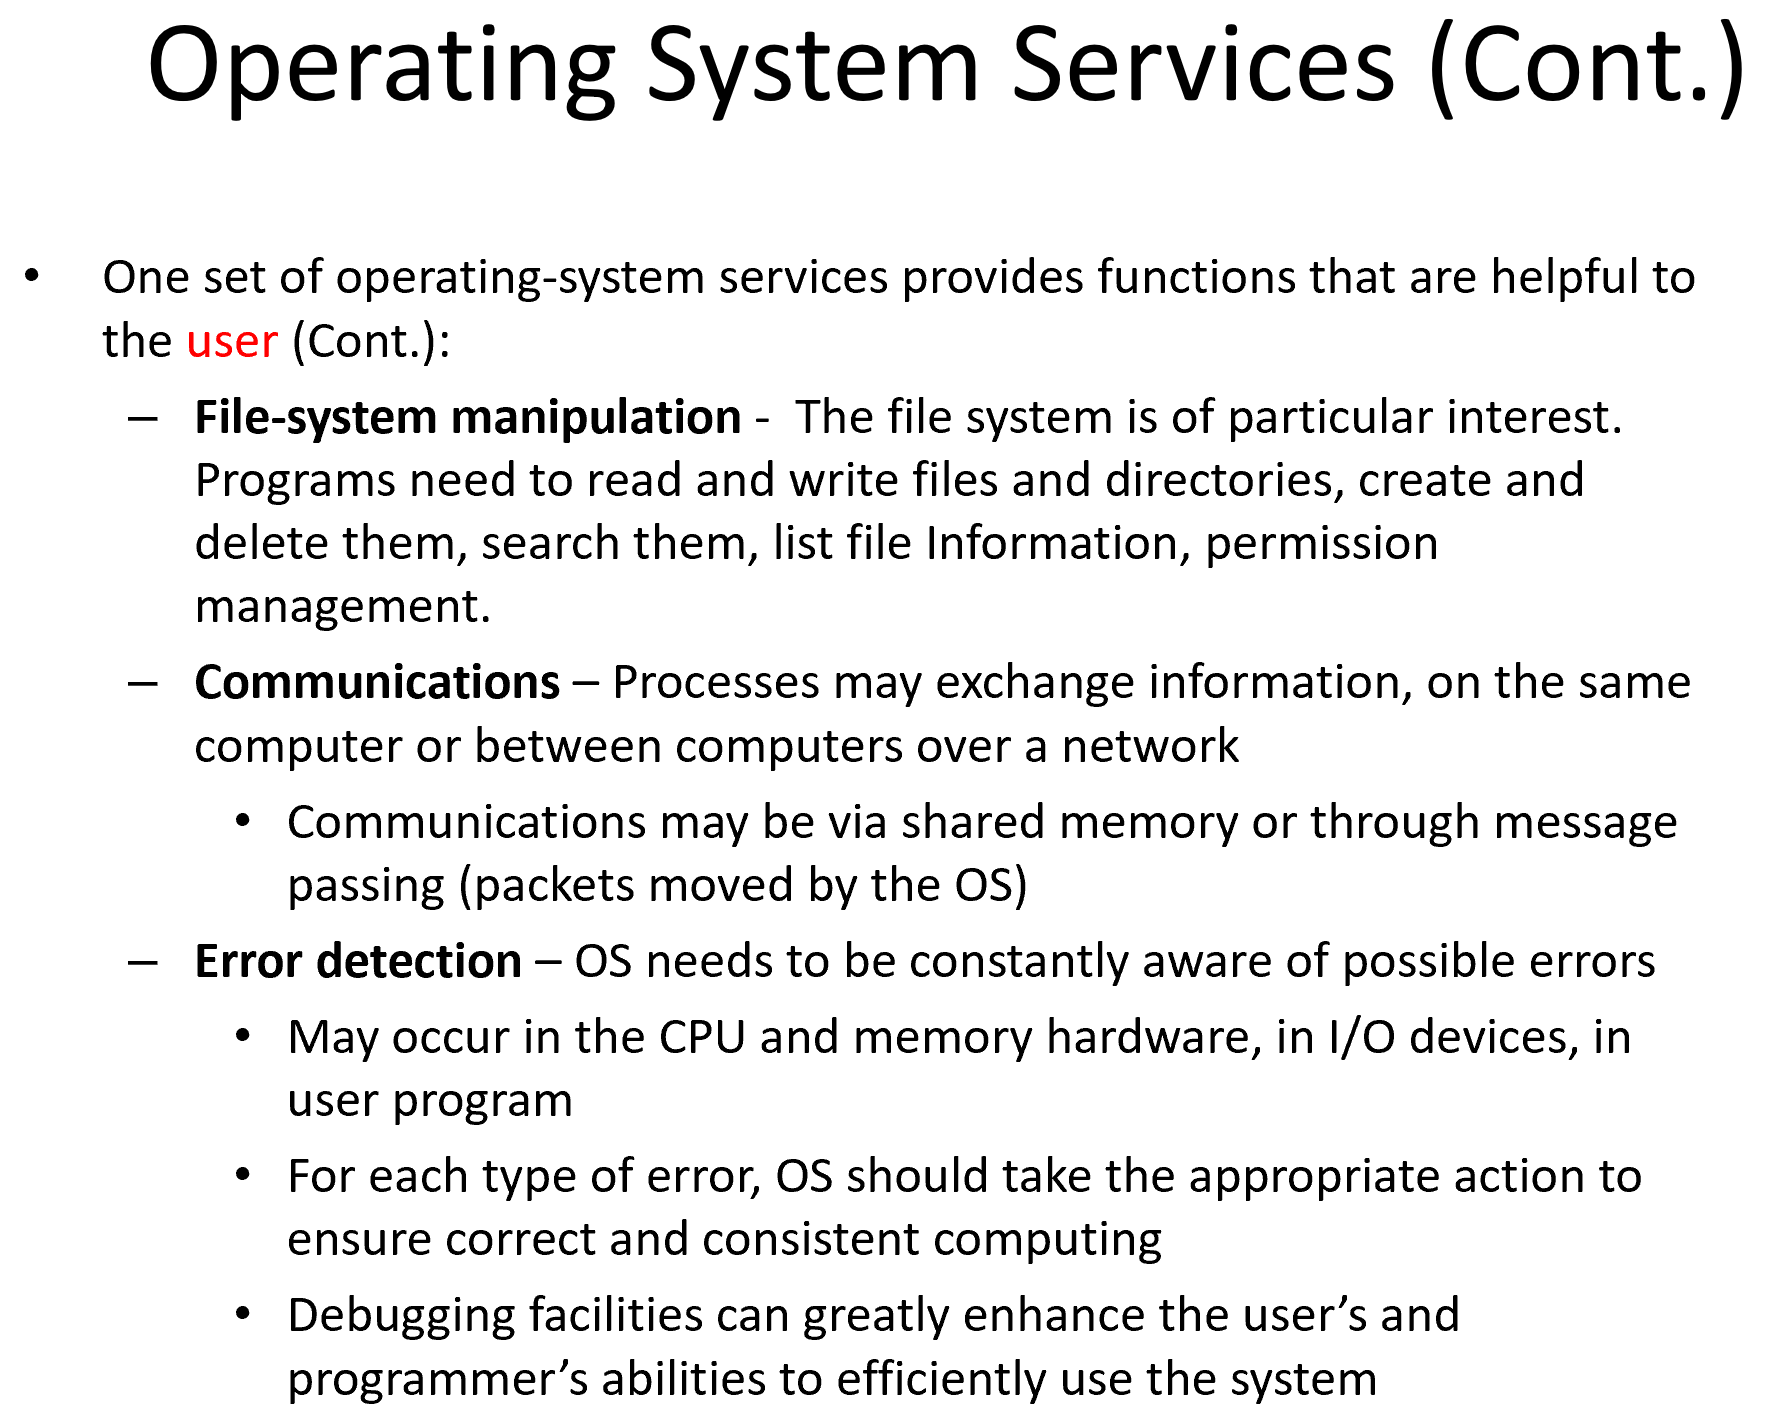 Operating System Services (Cont.)
• One set of operating-system services provides functions that are helpful to
the user (Cont.):
– File-system manipulation - The file system is of particular interest.
Programs need to read and write files and directories, create and
delete them, search them, list file Information, permission
management.
– Communications – Processes may exchange information, on the same
computer or between computers over a network
• Communications may be via shared memory or through message
passing (packets moved by the OS)
– Error detection – OS needs to be constantly aware of possible errors
• May occur in the CPU and memory hardware, in I/O devices, in
user program
• For each type of error, OS should take the appropriate action to
ensure correct and consistent computing
• Debugging facilities can greatly enhance the user’s and
programmer’s abilities to efficiently use the system